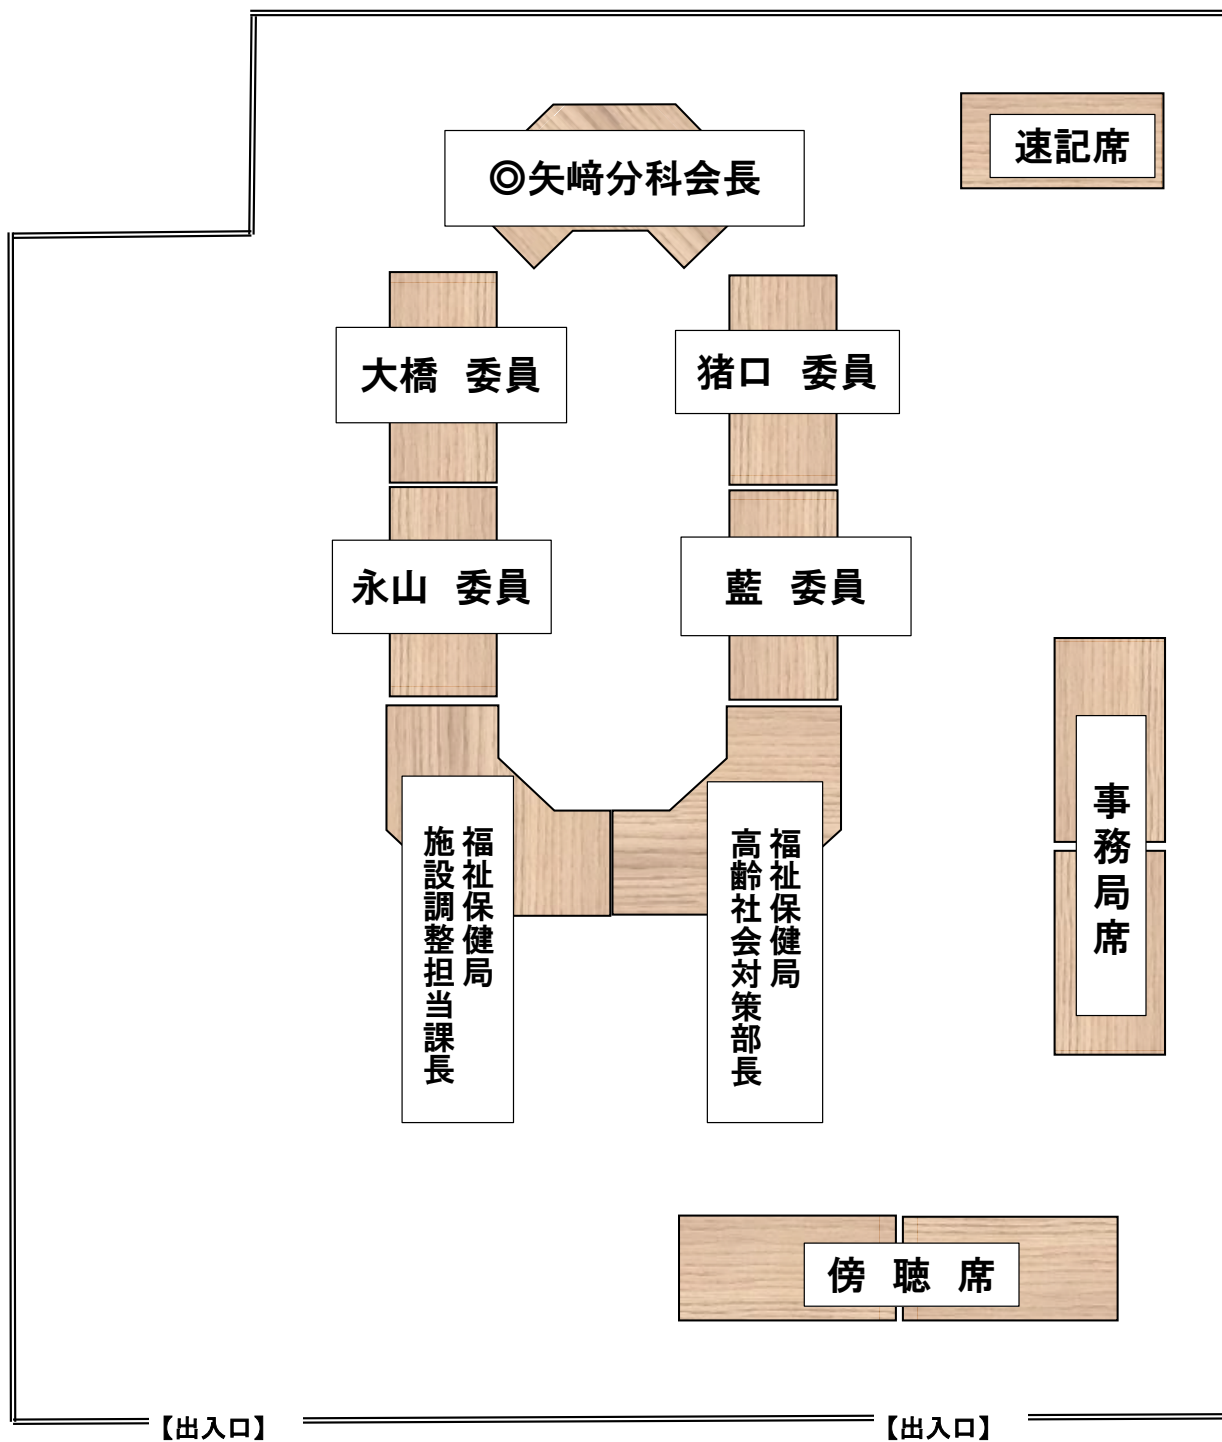 速記席
◎矢﨑分科会長
大橋 委員
猪口 委員
永山 委員
藍 委員
福祉保健局
施設調整担当課長
福祉保健局
高齢社会対策部長
事務局席
傍 聴 席
【出入口】
【出入口】